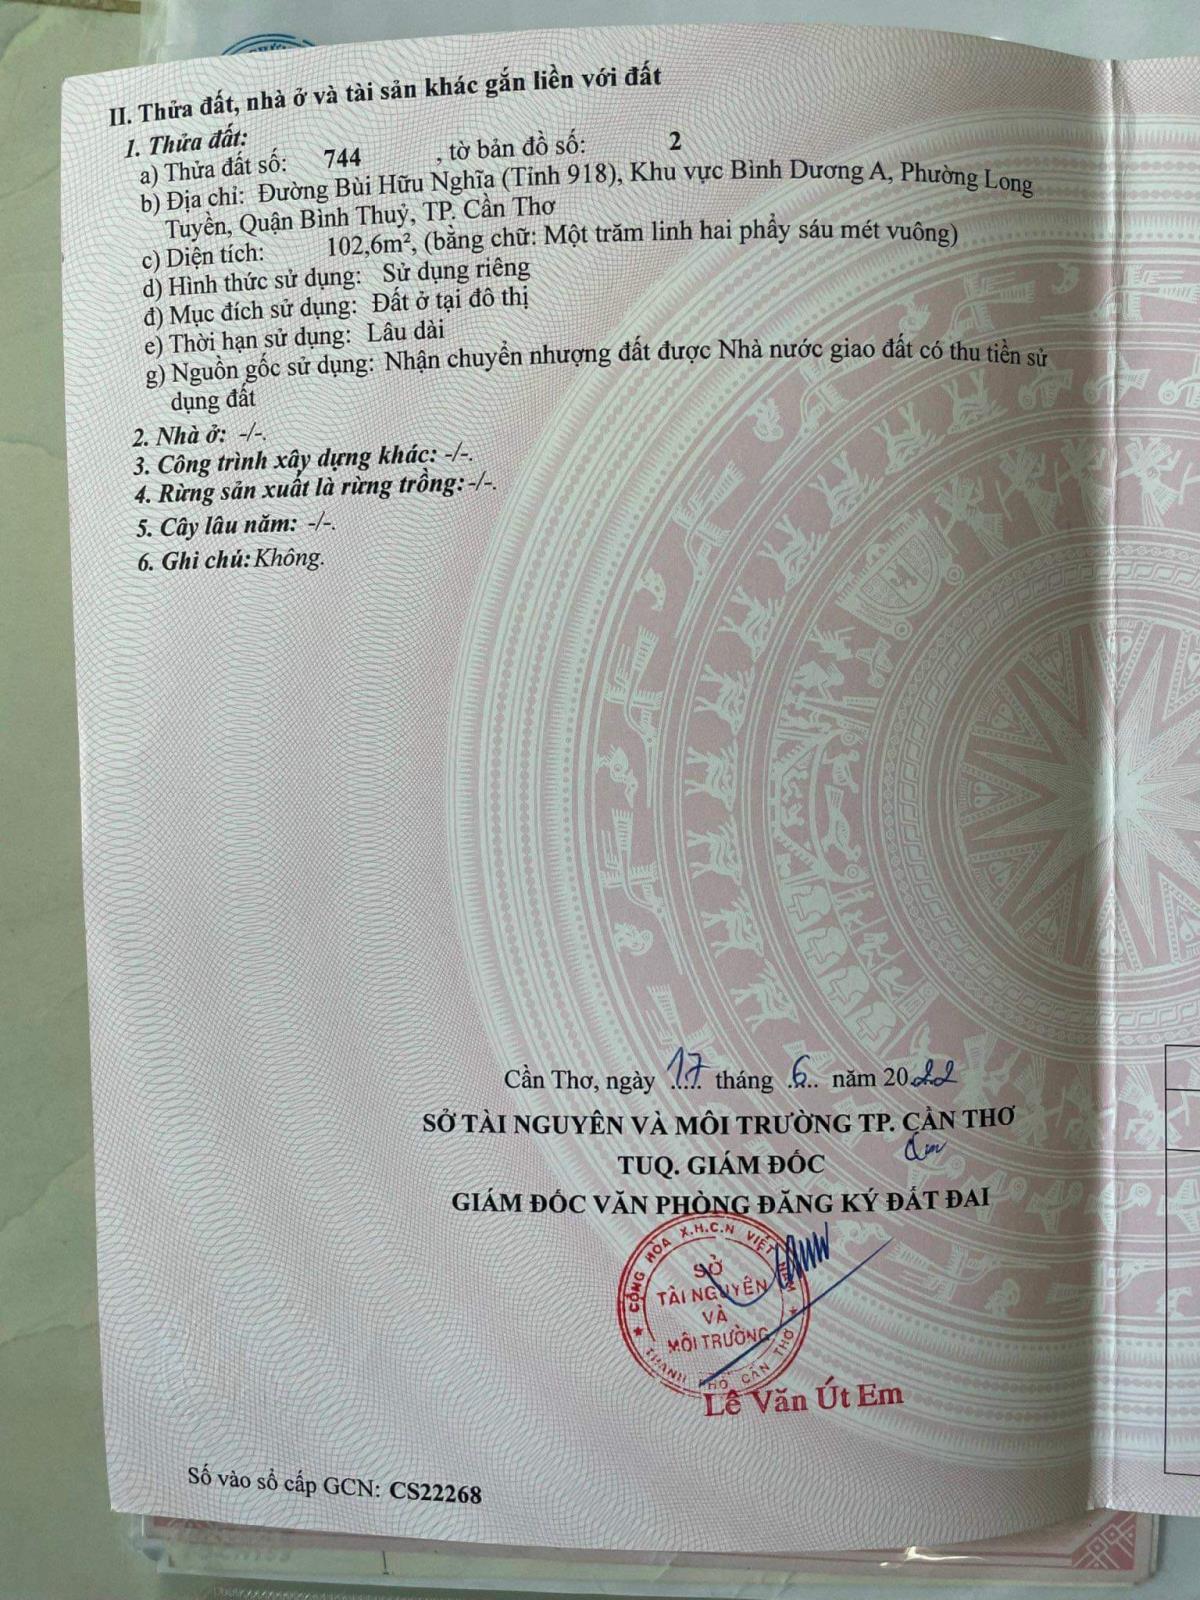 II. Thửa đất, nhà ở và tài sản khác gắn liền với đất
1. Thửa đất:
a) Thửa đất số: 744 , tờ bản đồ số: 2
b) Địa chỉ: Đường Bùi Hữu Nghĩa (Tỉnh 918), Khu vực Bình Dương A, Phường Long
Tuyền, Quận Bình Thuỷ, TP. Cần Thơ
c) Diện tích: 102,6m², (bằng chữ: Một trăm linh hai phẩy sáu mét vuông)
d) Hình thức sử dụng: Sử dụng riêng
đ) Mục đích sử dụng: Đất ở tại đô thị
e) Thời hạn sử dụng: Lâu dài
g) Nguồn gốc sử dụng: Nhận chuyển nhượng đất được Nhà nước giao đất có thu tiền sử
dụng đất
2. Nhà ở: -/-.
3. Công trình xây dựng khác: -/-.
4. Rừng sản xuất là rừng trồng: -/-.
5. Cây lâu năm: -/-.
6. Ghi chú: Không.
Cần Thơ, ngày 17 tháng 6 năm 2022
SỞ TÀI NGUYÊN VÀ MÔI TRƯỜNG TP. CẦN THƠ
TUQ. GIÁM ĐỐC
GIÁM ĐỐC VĂN PHÒNG ĐĂNG KÝ ĐẤT ĐAI
CỘNG HÒA X.H.C.N VIỆT NAM
SỞ
TÀI NGUYÊN
VÀ
MÔI TRƯỜNG
THÀNH PHỐ CẦN THƠ
Lê Văn Út Em
Số vào sổ cấp GCN: CS22268